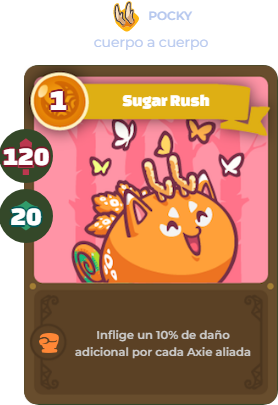 POCKY
cuerpo a cuerpo
1
Sugar Rush
120
20
Inflige un 10% de daño
adicional por cada Axie aliada